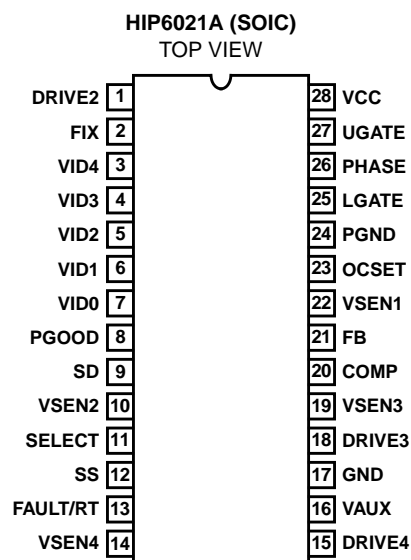 HIP6021A (SOIC)
TOP VIEW
DRIVE2 1 28 VCC
FIX 2 27 UGATE
VID4 3 26 PHASE
VID3 4 25 LGATE
VID2 5 24 PGND
VID1 6 23 OCSET
VID0 7 22 VSEN1
PGOOD 8 21 FB
SD 9 20 COMP
VSEN2 10 19 VSEN3
SELECT 11 18 DRIVE3
SS 12 17 GND
FAULT/RT 13 16 VAUX
VSEN4 14 15 DRIVE4